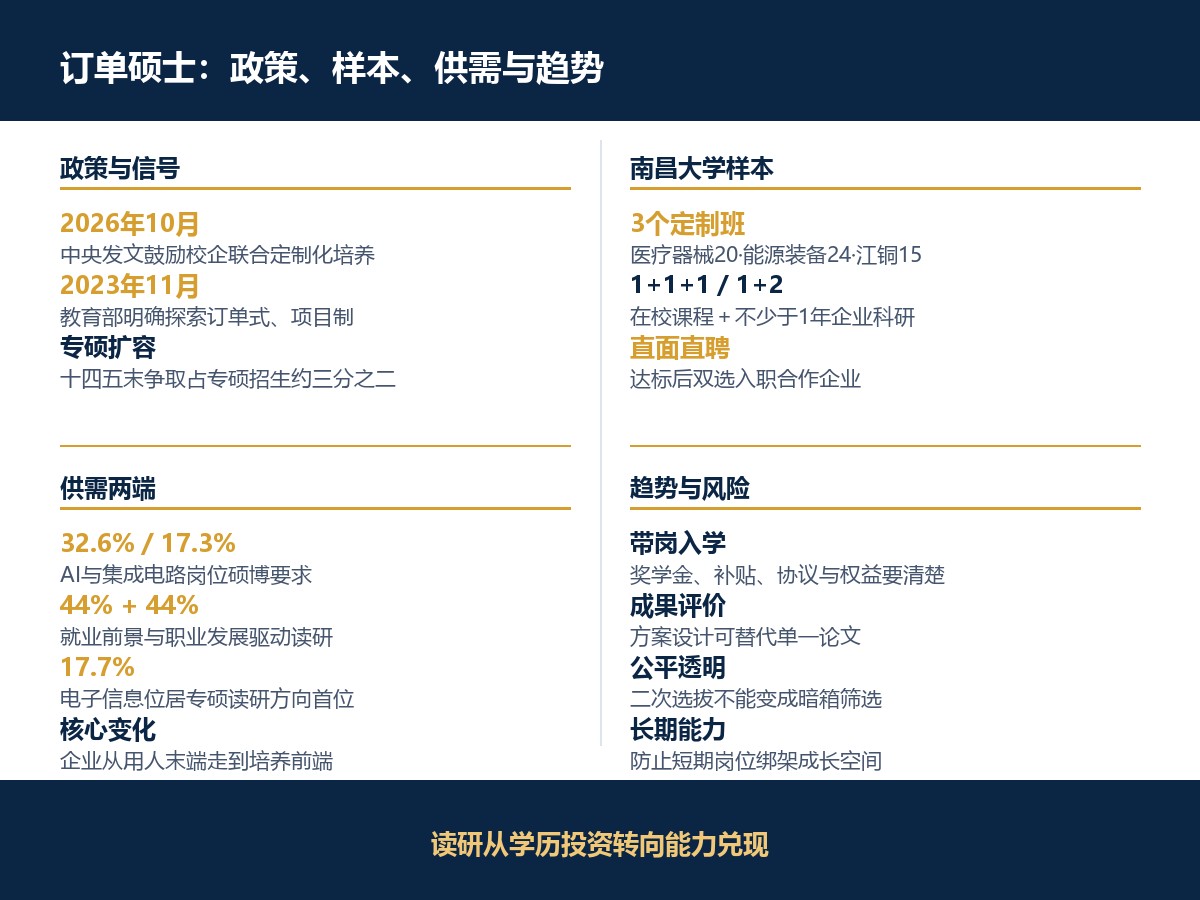 订单硕士：政策、样本、供需与趋势
政策与信号
2026年10月
中央发文鼓励校企联合定制化培养
2023年11月
教育部明确探索订单式、项目制
专硕扩容
十四五末争取占专硕招生约三分之二
南昌大学样本
3个定制班
医疗器械20·能源装备24·江铜15
1+1+1 / 1+2
在校课程 + 不少于1年企业科研
直面直聘
达标后双选入职合作企业
供需两端
32.6% / 17.3%
AI与集成电路岗位硕博要求
44% + 44%
就业前景与职业发展驱动读研
17.7%
电子信息位居专硕读研方向首位
核心变化
企业从用人末端走到培养前端
趋势与风险
带岗入学
奖学金、补贴、协议与权益要清楚
成果评价
方案设计可替代单一论文
公平透明
二次选拔不能变成暗箱筛选
长期能力
防止短期岗位绑架成长空间
读研从学历投资转向能力兑现